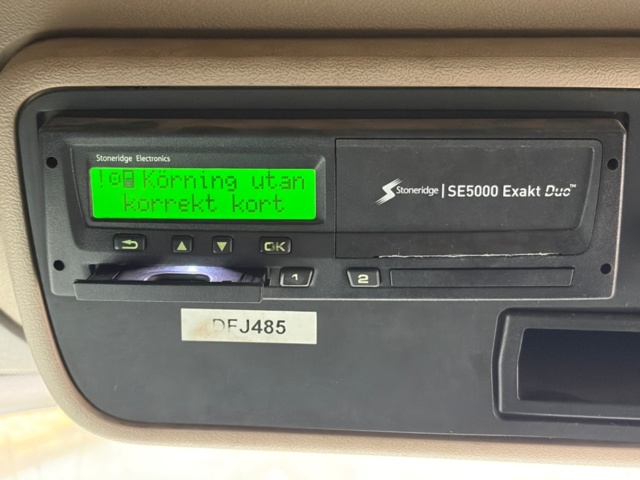 Stoneridge Electronics
Körning utan
korrekt kort
Stoneridge | SE5000 Exakt Duo™
OK
1
2
DFJ485